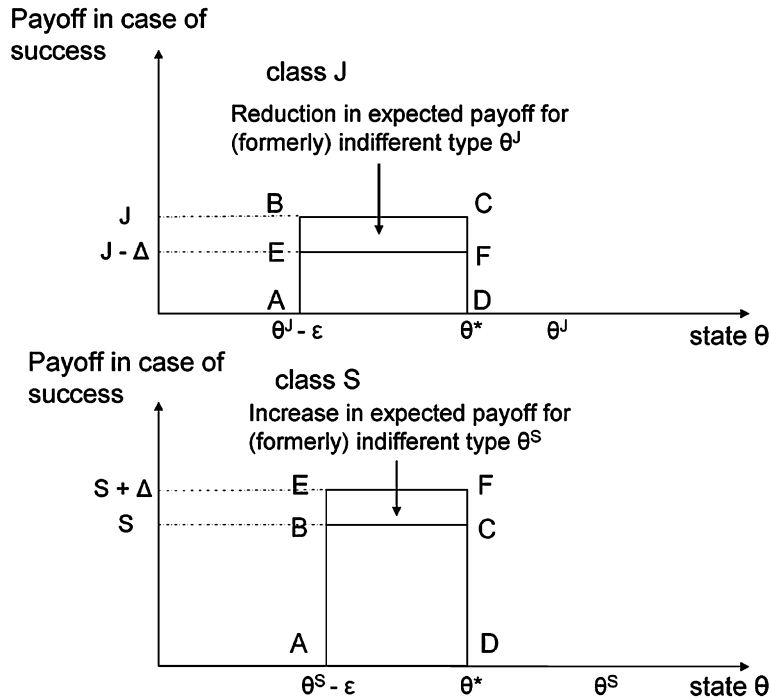 Payoff in case of
success
class J
Reduction in expected payoff for
(formerly) indifferent type θᴶ
B C
J
J - Δ E F
A D
θᴶ - ε θ* θᴶ
state θ
Payoff in case of
success
class S
Increase in expected payoff for
(formerly) indifferent type θˢ
S + Δ E F
S B C
A D
θˢ - ε θ* θˢ state θ